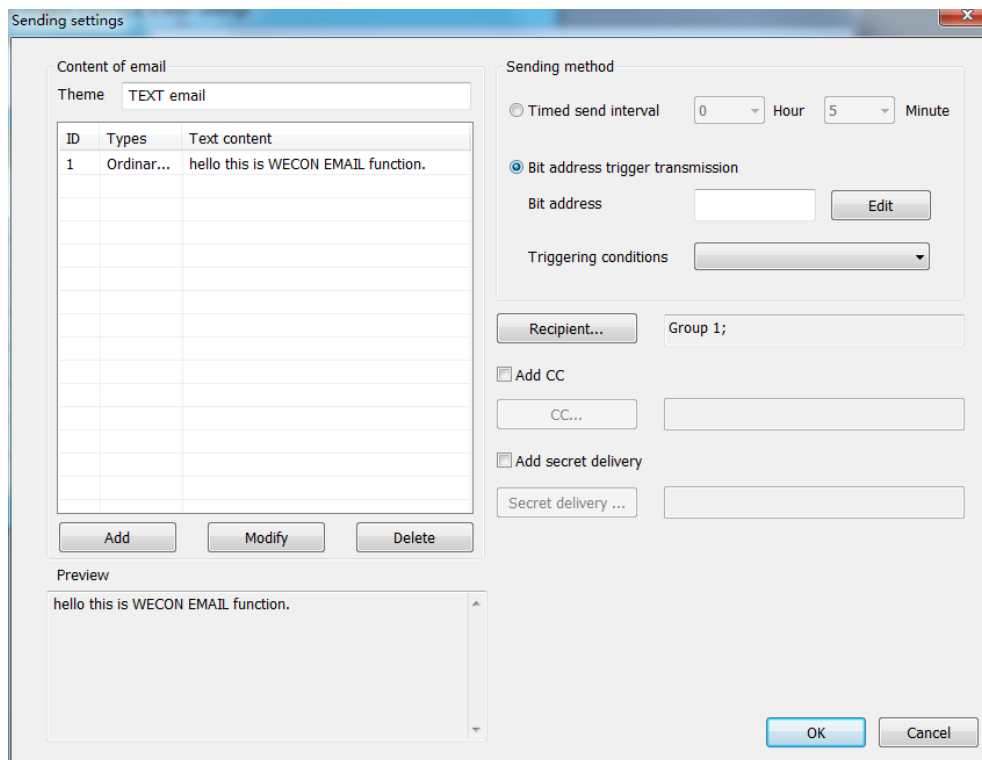 Sending settings
Content of email
Theme TEXT email
ID Types Text content
1 Ordinar... hello this is WECON EMAIL function.
Add Modify Delete
Preview
hello this is WECON EMAIL function.
Sending method
Timed send interval 0 Hour 5 Minute
Bit address trigger transmission
Bit address Edit
Triggering conditions
Recipient... Group 1;
Add CC
CC...
Add secret delivery
Secret delivery ...
OK Cancel